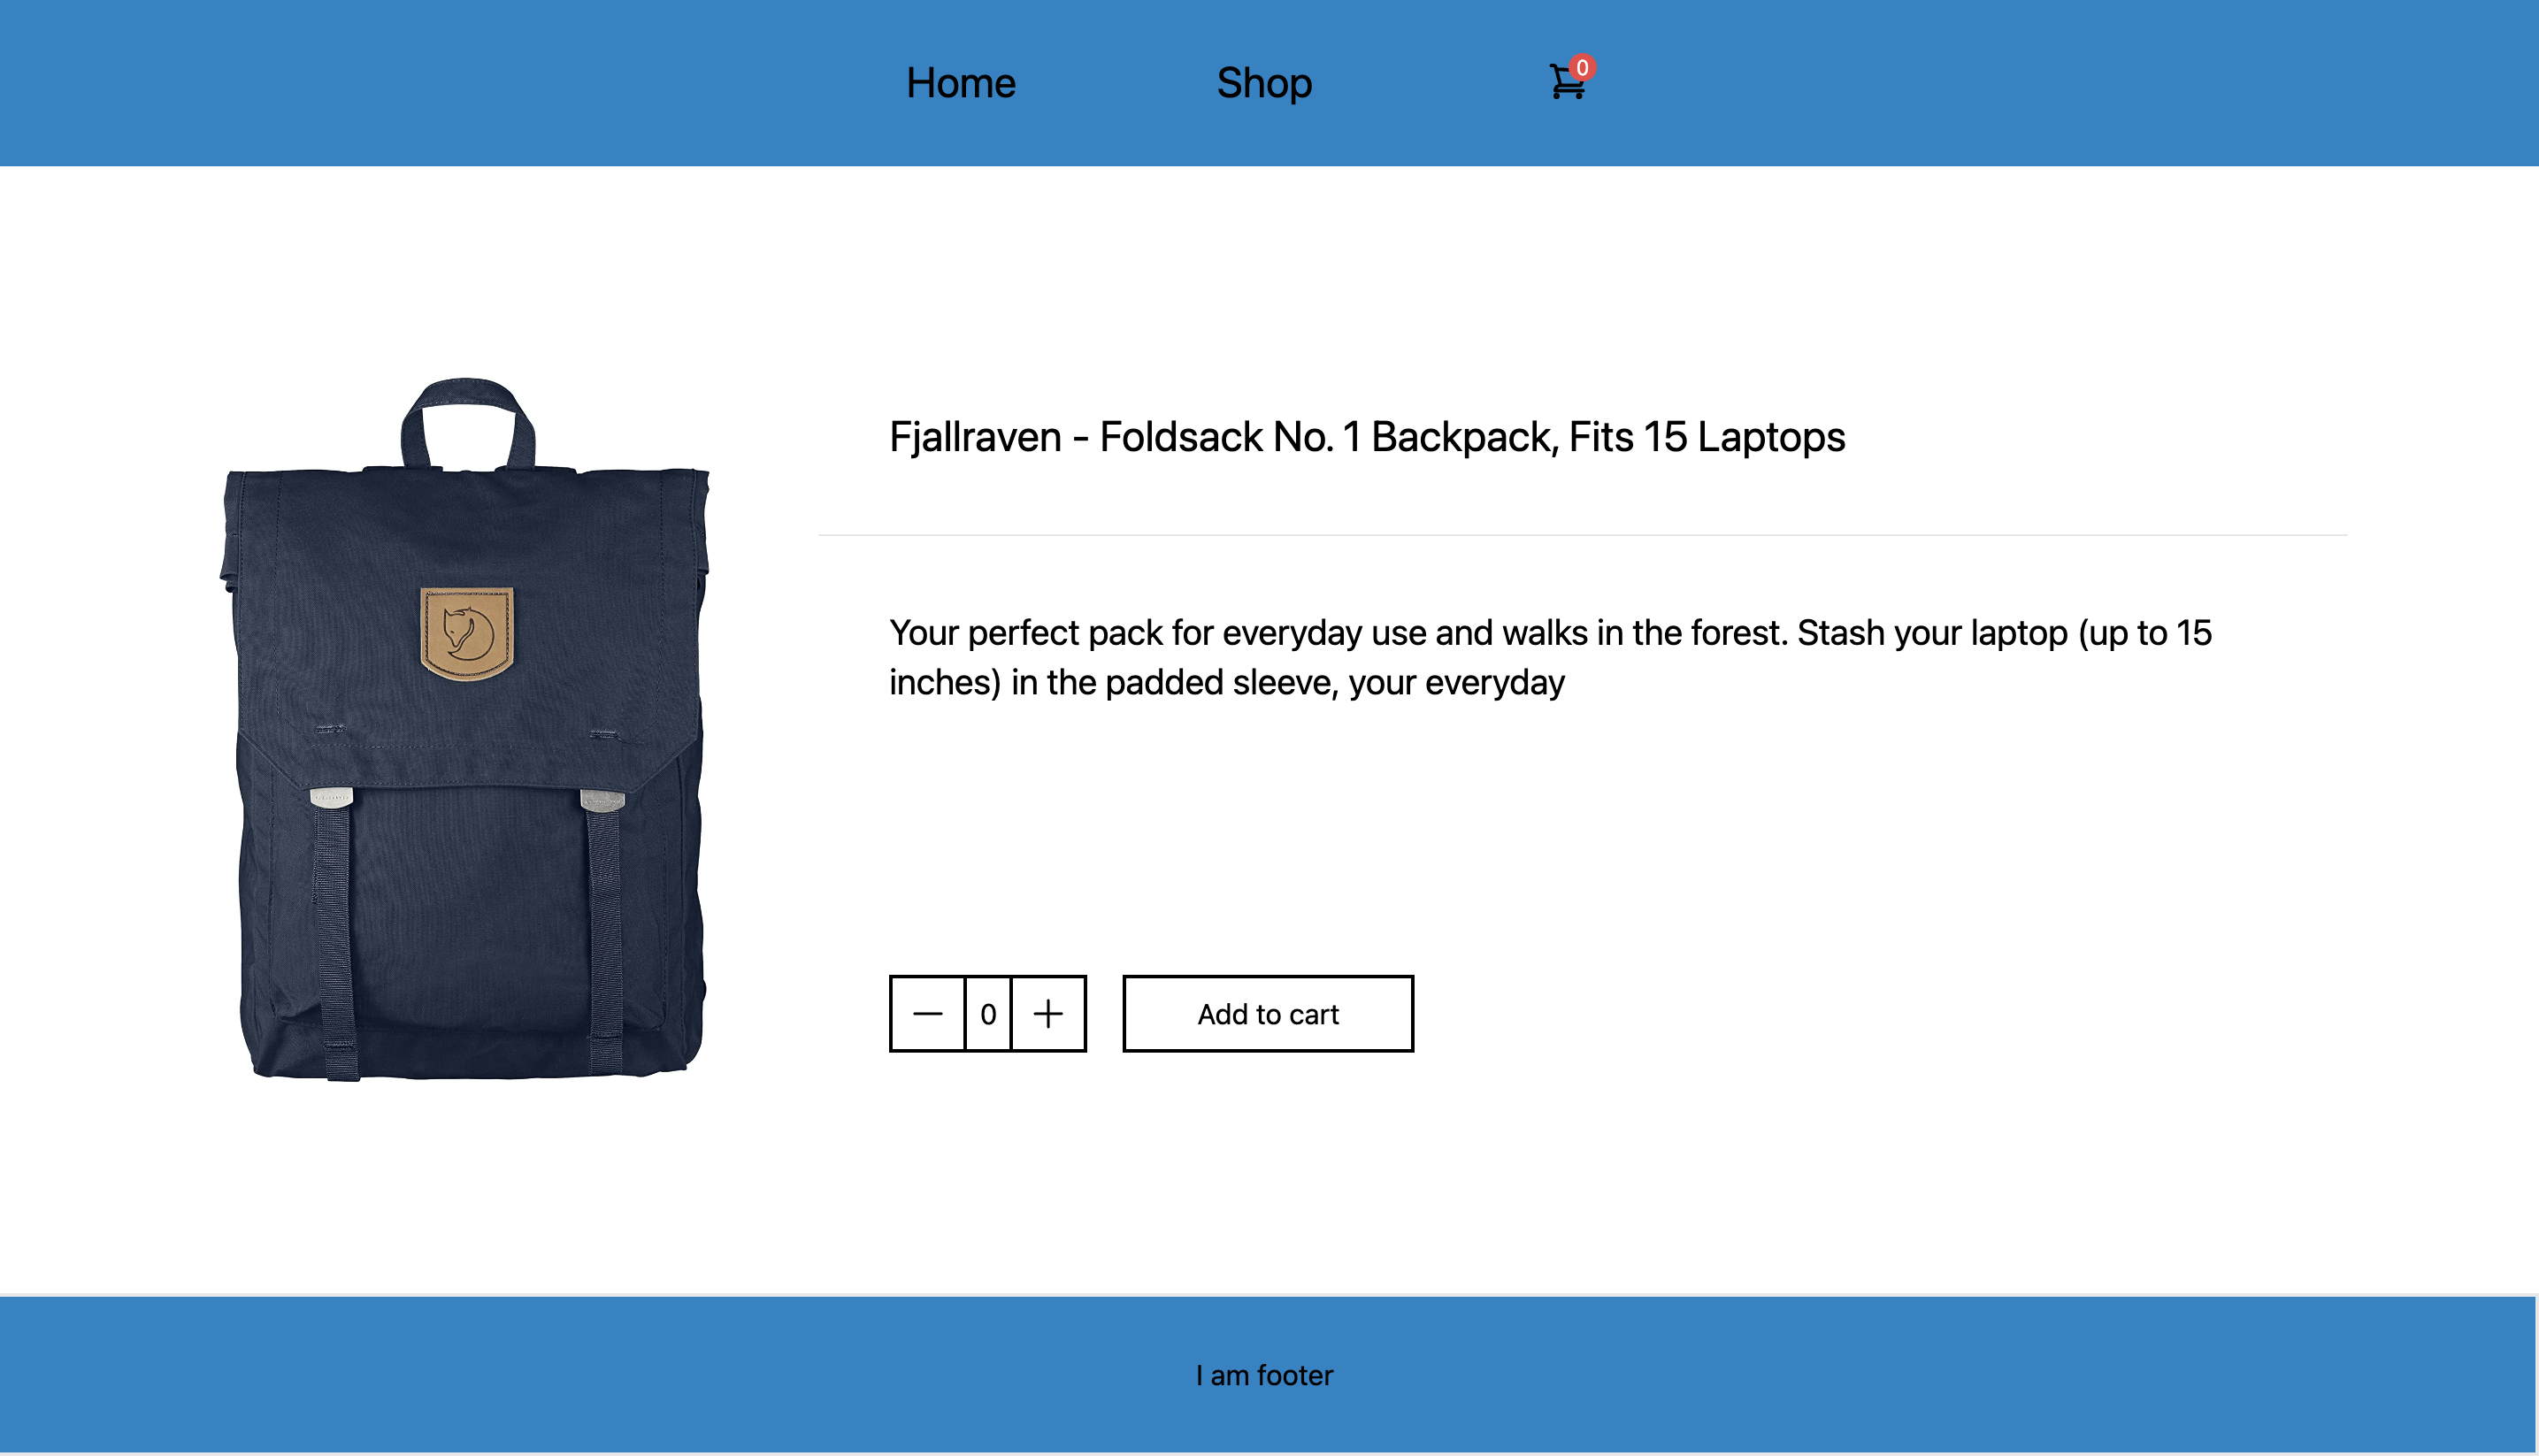 Home
Shop
0
Fjallraven - Foldsack No. 1 Backpack, Fits 15 Laptops
Your perfect pack for everyday use and walks in the forest. Stash your laptop (up to 15
inches) in the padded sleeve, your everyday
0
Add to cart
I am footer